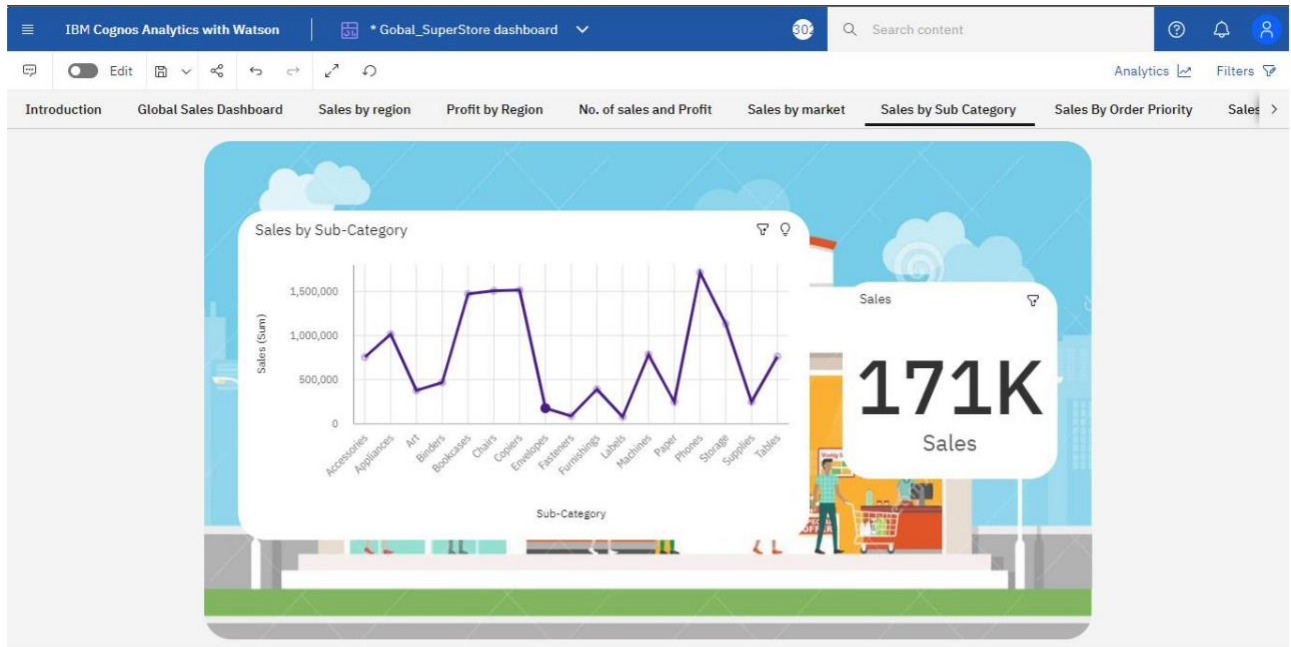 IBM Cognos Analytics with Watson
* Gobal_SuperStore dashboard
302
Search content
Edit
Analytics
Filters
Introduction
Global Sales Dashboard
Sales by region
Profit by Region
No. of sales and Profit
Sales by market
Sales by Sub Category
Sales By Order Priority
Sales
Sales by Sub-Category
Sales (Sum)
1,500,000
1,000,000
500,000
0
Accessories
Appliances
Art
Binders
Bookcases
Chairs
Copiers
Envelopes
Fasteners
Furnishings
Labels
Machines
Paper
Phones
Storage
Supplies
Tables
Sub-Category
Sales
171K
Sales